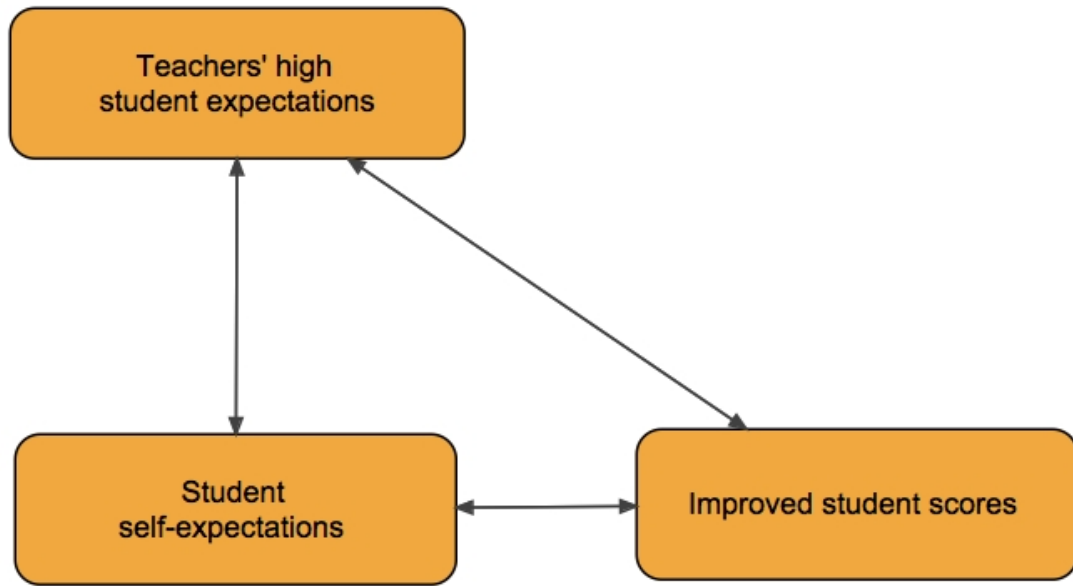 Teachers' high
student expectations
Student
self-expectations
Improved student scores